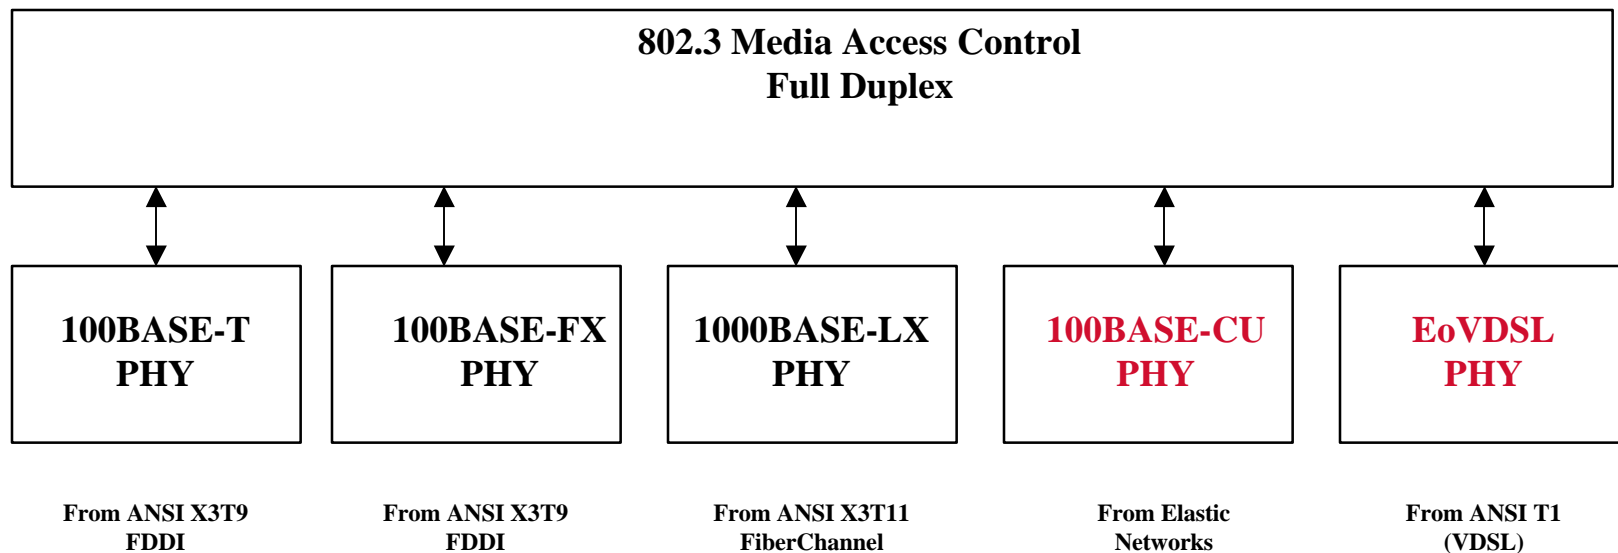 802.3 Media Access Control
Full Duplex
100BASE-T
PHY
100BASE-FX
PHY
1000BASE-LX
PHY
100BASE-CU
PHY
EoVDSL
PHY
From ANSI X3T9
FDDI
From ANSI X3T9
FDDI
From ANSI X3T11
FiberChannel
From Elastic
Networks
From ANSI T1
(VDSL)